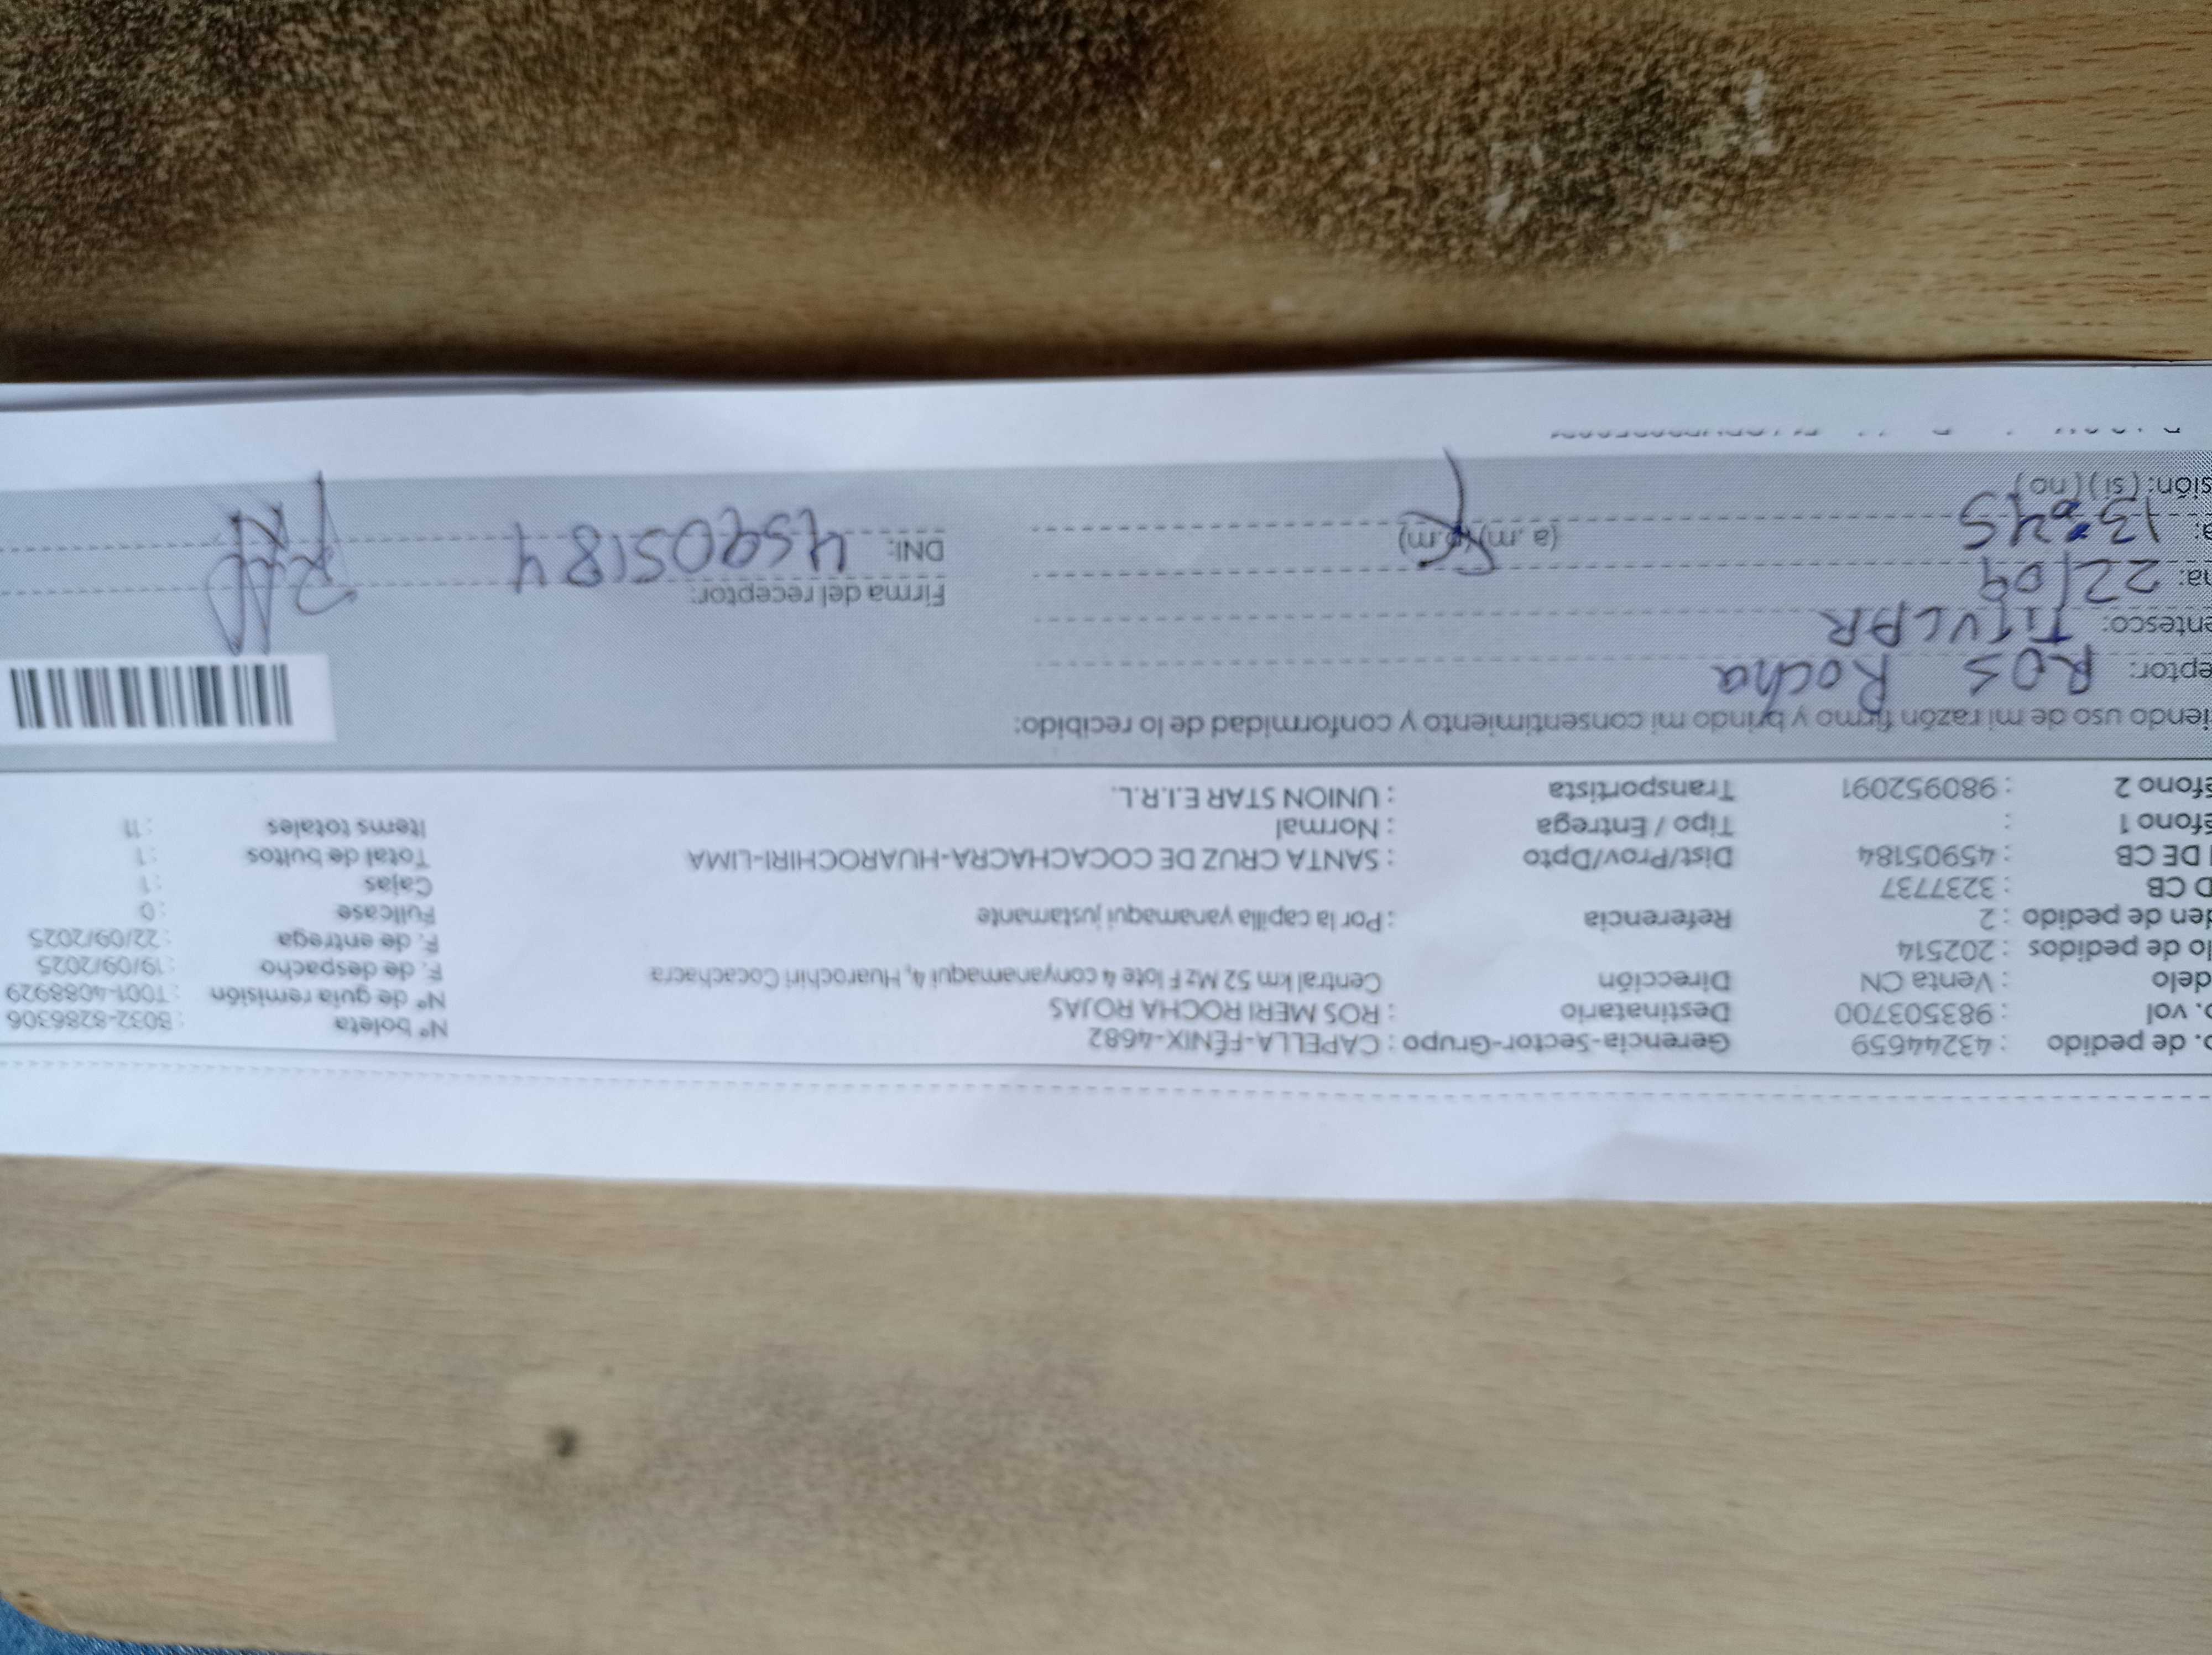 o. de pedido : 43244659 Gerencia-Sector-Grupo : CAPELLA-FÉNIX-4682 Nº boleta : B032-8286306
o. vol : 983503700 Destinatario : ROS MERI ROCHA ROJAS Nº de guía remisión : T001-4088929
delo : Venta CN Dirección Central km 52 Mz F lote 4 conyanamaqui 4, Huarochiri Cocachacra F. de despacho : 19/09/2025
lo de pedidos : 202514 F. de entrega : 22/09/2025
den de pedido : 2 Referencia : Por la capilla yanamaqui justamante Fullcase : 0
D CB : 3237737 Cajas : 1
I DE CB : 45905184 Dist/Prov/Dpto : SANTA CRUZ DE COCACHACRA-HUAROCHIRI-LIMA Total de bultos : 1
éfono 1 : Tipo / Entrega : Normal Items totales : 11
éfono 2 : 980952091 Transportista : UNION STAR E.I.R.L.
iendo uso de mi razón firmo y brindo mi consentimiento y conformidad de lo recibido:
eptor: ROS Rocha
entesco: TITULAR Firma del receptor:
ha: 22/09
a: 13:45 (a.m)(p.m) DNI: 45905184
sión: (si)(no)